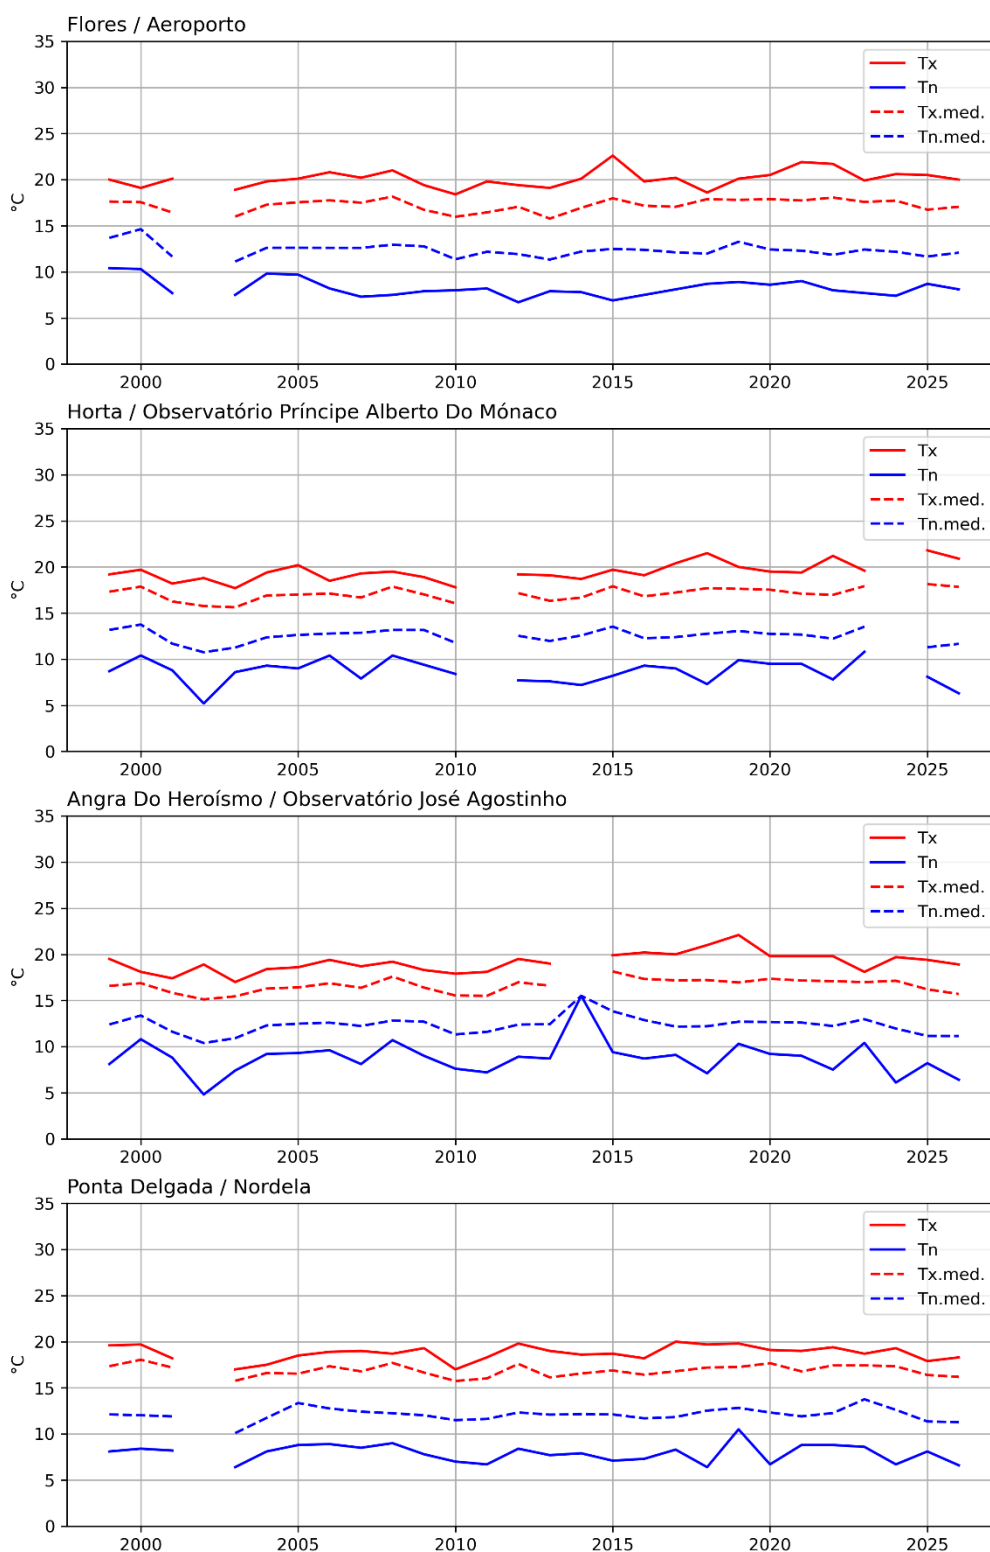 Flores / Aeroporto
35
30
25
20
15
10
5
0
°C
Tx
Tn
Tx.med.
Tn.med.
2000 2005 2010 2015 2020 2025
Horta / Observatório Príncipe Alberto Do Mónaco
35
30
25
20
15
10
5
0
°C
Tx
Tn
Tx.med.
Tn.med.
2000 2005 2010 2015 2020 2025
Angra Do Heroísmo / Observatório José Agostinho
35
30
25
20
15
10
5
0
°C
Tx
Tn
Tx.med.
Tn.med.
2000 2005 2010 2015 2020 2025
Ponta Delgada / Nordela
35
30
25
20
15
10
5
0
°C
Tx
Tn
Tx.med.
Tn.med.
2000 2005 2010 2015 2020 2025